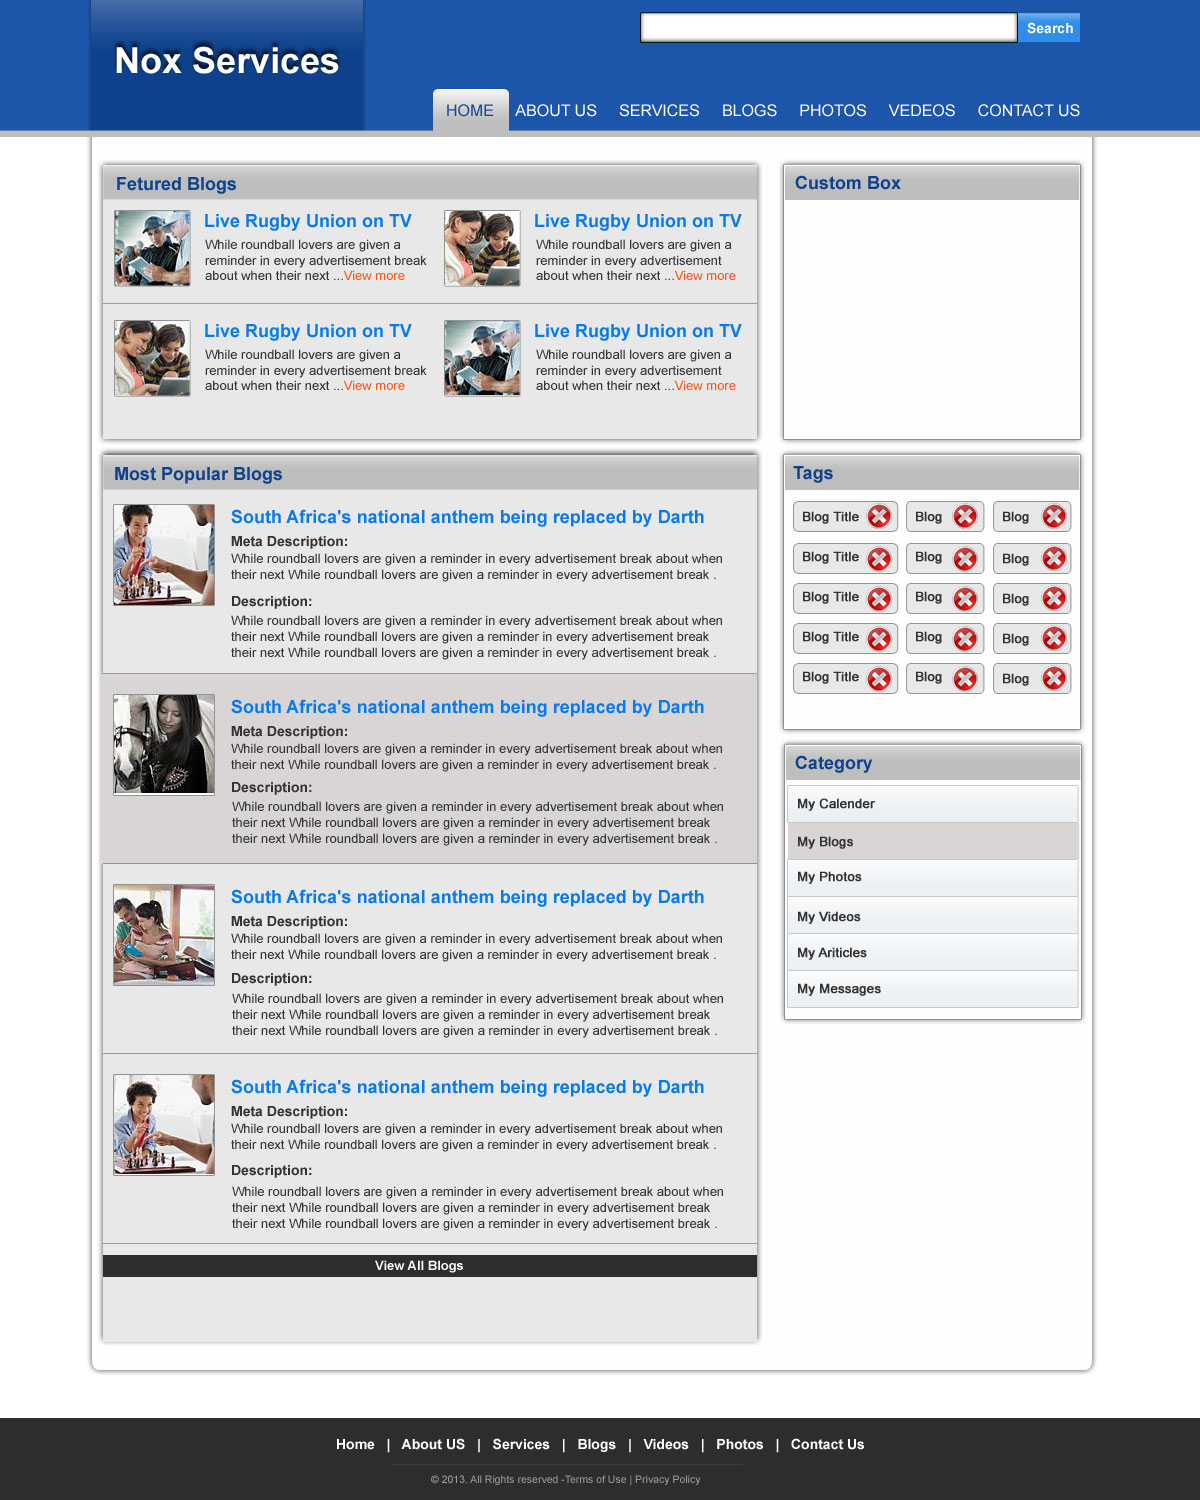 Nox Services
Search
HOME ABOUT US SERVICES BLOGS PHOTOS VEDEOS CONTACT US
Fetured Blogs
Live Rugby Union on TV
While roundball lovers are given a
reminder in every advertisement break
about when their next ...View more
Live Rugby Union on TV
While roundball lovers are given a
reminder in every advertisement
about when their next ...View more
Live Rugby Union on TV
While roundball lovers are given a
reminder in every advertisement break
about when their next ...View more
Live Rugby Union on TV
While roundball lovers are given a
reminder in every advertisement
about when their next ...View more
Most Popular Blogs
South Africa's national anthem being replaced by Darth
Meta Description:
While roundball lovers are given a reminder in every advertisement break about when
their next While roundball lovers are given a reminder in every advertisement break .
Description:
While roundball lovers are given a reminder in every advertisement break about when
their next While roundball lovers are given a reminder in every advertisement break
their next While roundball lovers are given a reminder in every advertisement break .
South Africa's national anthem being replaced by Darth
Meta Description:
While roundball lovers are given a reminder in every advertisement break about when
their next While roundball lovers are given a reminder in every advertisement break .
Description:
While roundball lovers are given a reminder in every advertisement break about when
their next While roundball lovers are given a reminder in every advertisement break
their next While roundball lovers are given a reminder in every advertisement break .
South Africa's national anthem being replaced by Darth
Meta Description:
While roundball lovers are given a reminder in every advertisement break about when
their next While roundball lovers are given a reminder in every advertisement break .
Description:
While roundball lovers are given a reminder in every advertisement break about when
their next While roundball lovers are given a reminder in every advertisement break
their next While roundball lovers are given a reminder in every advertisement break .
South Africa's national anthem being replaced by Darth
Meta Description:
While roundball lovers are given a reminder in every advertisement break about when
their next While roundball lovers are given a reminder in every advertisement break .
Description:
While roundball lovers are given a reminder in every advertisement break about when
their next While roundball lovers are given a reminder in every advertisement break
their next While roundball lovers are given a reminder in every advertisement break .
View All Blogs
Custom Box
Tags
Blog Title Blog Blog
Blog Title Blog Blog
Blog Title Blog Blog
Blog Title Blog Blog
Blog Title Blog Blog
Category
My Calender
My Blogs
My Photos
My Videos
My Ariticles
My Messages
Home | About US | Services | Blogs | Videos | Photos | Contact Us
© 2013. All Rights reserved -Terms of Use | Privacy Policy